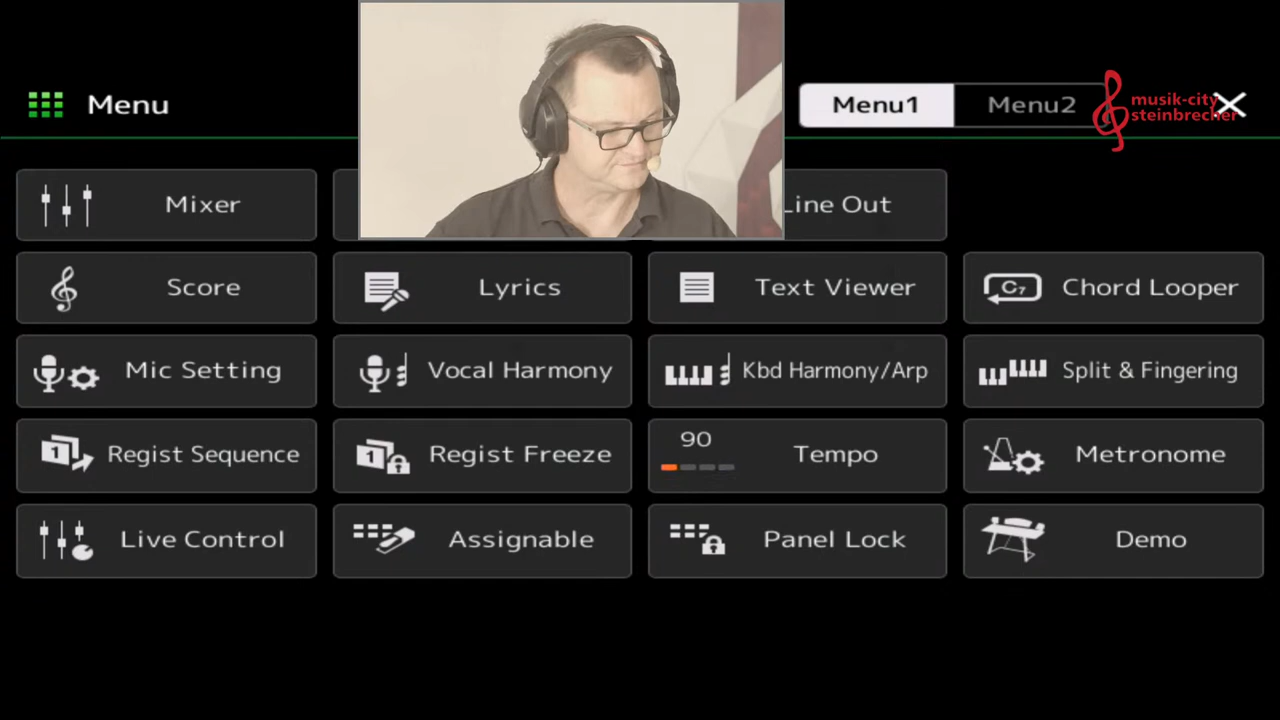 Menu
Menu1
Menu2
musik-city
steinbrecher
Mixer
Line Out
Score
Lyrics
Text Viewer
C7
Chord Looper
Mic Setting
Vocal Harmony
Kbd Harmony/Arp
Split & Fingering
1
Regist Sequence
1
Regist Freeze
90
Tempo
Metronome
Live Control
Assignable
Panel Lock
Demo